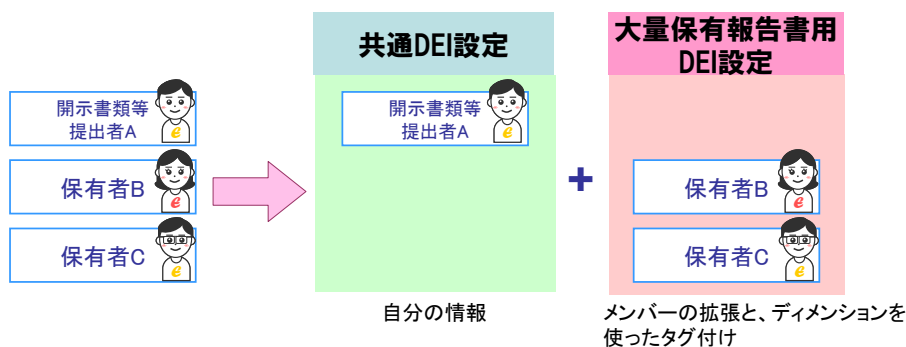 共通DEI設定
大量保有報告書用
DEI設定
開示書類等
提出者A
e
保有者B
e
保有者C
e
開示書類等
提出者A
e
+
保有者B
e
保有者C
e
自分の情報
メンバーの拡張と、ディメンションを
使ったタグ付け